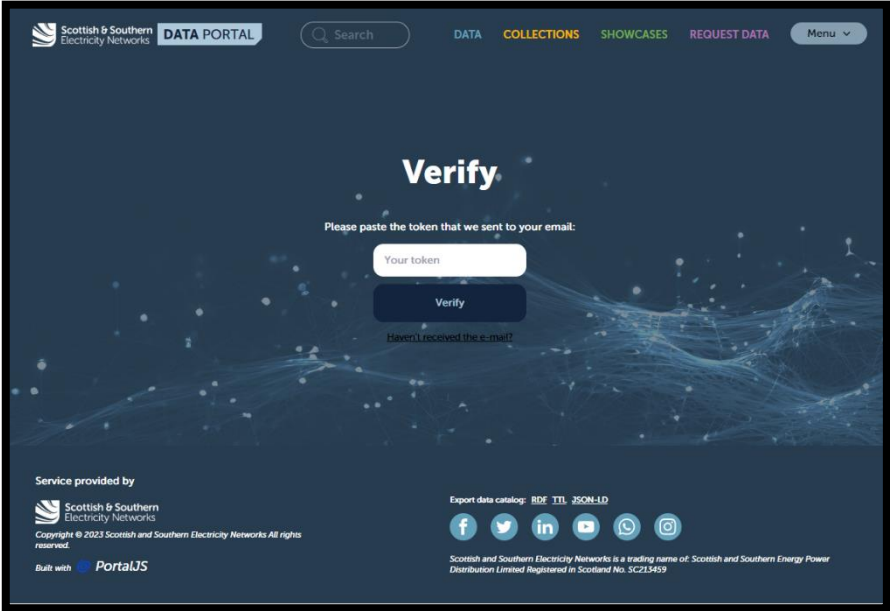 Scottish & Southern
Electricity Networks
DATA PORTAL
Search
DATA
COLLECTIONS
SHOWCASES
REQUEST DATA
Menu
Verify
Please paste the token that we sent to your email:
Your token
Verify
Haven't received the e-mail?
Service provided by
Scottish & Southern
Electricity Networks
Copyright © 2023 Scottish and Southern Electricity Networks All rights
reserved.
Built with PortalJS
Export data catalog: RDF TTL JSON-LD
Scottish and Southern Electricity Networks is a trading name of: Scottish and Southern Energy Power
Distribution Limited Registered in Scotland No. SC213459